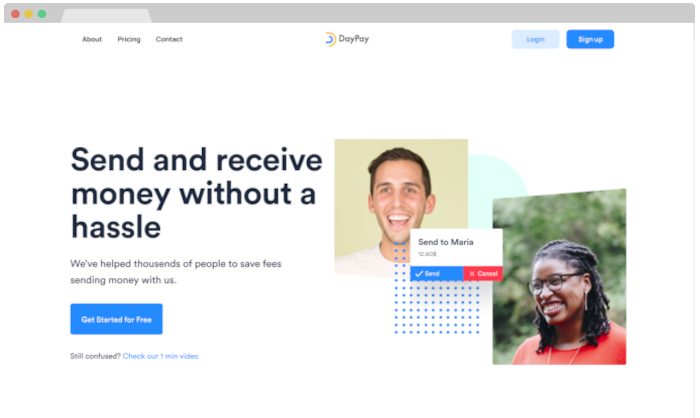 About Pricing Contact
DayPay
Login
Sign up
Send and receive
money without a
hassle
We've helped thousands of people to save fees
sending money with us.
Get Started for Free
Still confused? Check our 1 min video
Send to Maria
12.60$
Send
Cancel